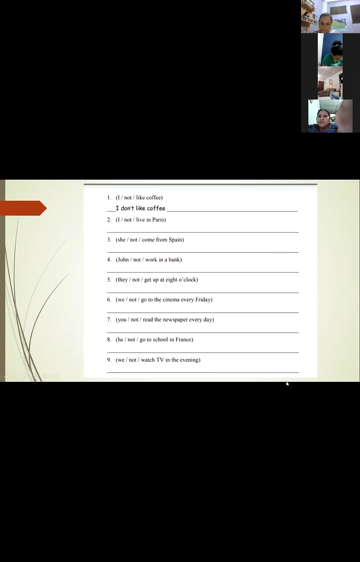 1. (I / not / like coffee)
I don't like coffee
2. (I / not / live in Paris)
3. (she / not / come from Spain)
4. (John / not / work in a bank)
5. (they / not / get up at eight o'clock)
6. (we / not / go to the cinema every Friday)
7. (you / not / read the newspaper every day)
8. (he / not / go to school in France)
9. (we / not / watch TV in the evening)